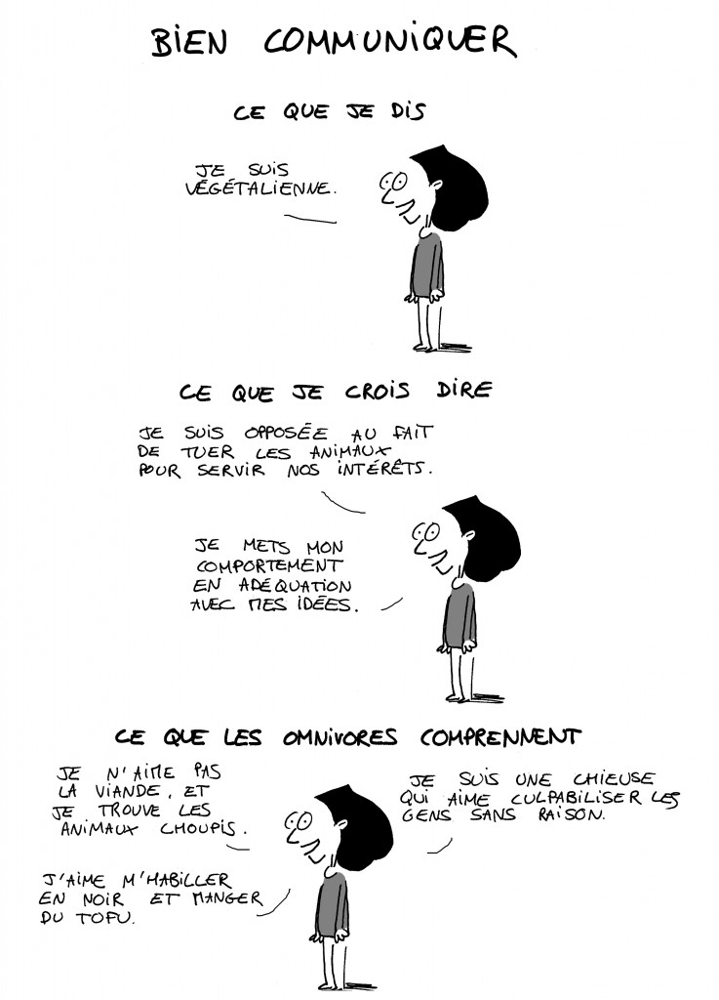 BIEN COMMUNIQUER
CE QUE JE DIS
JE SUIS
VÉGÉTALIENNE.
CE QUE JE CROIS DIRE
JE SUIS OPPOSÉE AU FAIT
DE TUER LES ANIMAUX
POUR SERVIR NOS INTÉRÊTS.
JE METS MON
COMPORTEMENT
EN ADÉQUATION
AVEC MES IDÉES.
CE QUE LES OMNIVORES COMPRENNENT
JE N'AIME PAS
LA VIANDE, ET
JE TROUVE LES
ANIMAUX CHOUPIS.
JE SUIS UNE CHIEUSE
QUI AIME CULPABILISER LES
GENS SANS RAISON.
J'AIME M'HABILLER
EN NOIR ET MANGER
DU TOFU.